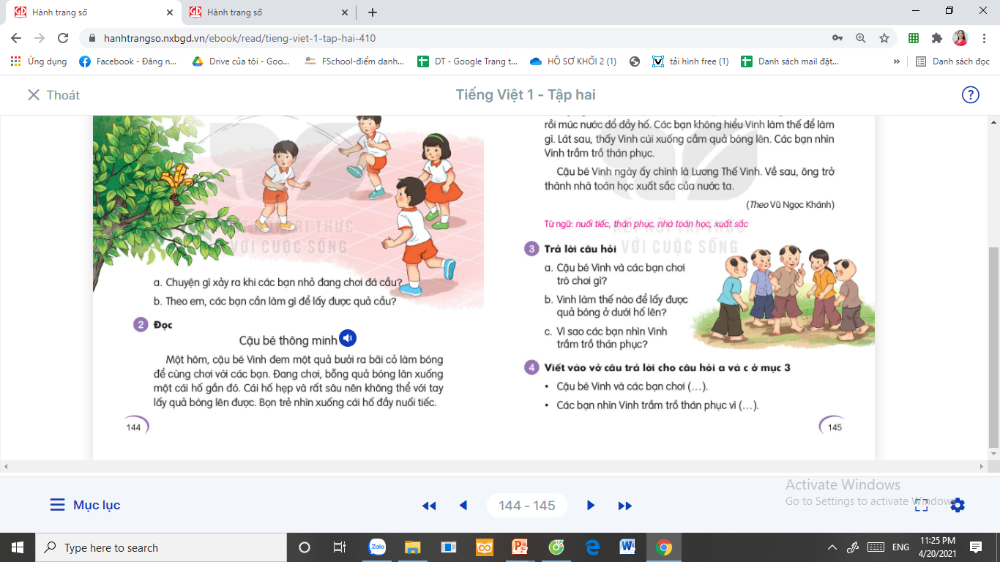 Hành trang số
Hành trang số
hanhtrangso.nxbgd.vn/ebook/read/tieng-viet-1-tap-hai-410
Ứng dụng
Facebook - Đăng n...
Drive của tôi - Goo...
FSchool-điểm danh...
DT - Google Trang t...
HỒ SƠ KHỐI 2 (1)
tải hình free (1)
Danh sách mail đặt...
»
Danh sách đọc
Thoát
Tiếng Việt 1 - Tập hai
?
KẾT NỐI TRI THỨC
VỚI CUỘC SỐNG
a. Chuyện gì xảy ra khi các bạn nhỏ đang chơi đá cầu?
b. Theo em, các bạn cần làm gì để lấy được quả cầu?
2 Đọc
Cậu bé thông minh
Một hôm, cậu bé Vinh đem một quả bưởi ra bãi cỏ làm bóng
để cùng chơi với các bạn. Đang chơi, bỗng quả bóng lăn xuống
một cái hố gần đó. Cái hố hẹp và rất sâu nên không thể với tay
lấy quả bóng lên được. Bọn trẻ nhìn xuống cái hố đầy nuối tiếc.
144
rồi múc nước đổ đầy hố. Các bạn không hiểu Vinh làm thế để làm
gì. Lát sau, thấy Vinh cúi xuống cầm quả bóng lên. Các bạn nhìn
Vinh trầm trồ thán phục.
Cậu bé Vinh ngày ấy chính là Lương Thế Vinh. Về sau, ông trở
thành nhà toán học xuất sắc của nước ta.
(Theo Vũ Ngọc Khánh)
Từ ngữ: nuối tiếc, thán phục, nhà toán học, xuất sắc
KẾT NỐI TRI THỨC
VỚI CUỘC SỐNG
3 Trả lời câu hỏi
a. Cậu bé Vinh và các bạn chơi
trò chơi gì?
b. Vinh làm thế nào để lấy được
quả bóng ở dưới hố lên?
c. Vì sao các bạn nhìn Vinh
trầm trồ thán phục?
4 Viết vào vở câu trả lời cho câu hỏi a và c ở mục 3
• Cậu bé Vinh và các bạn chơi (...).
• Các bạn nhìn Vinh trầm trồ thán phục vì (...).
145
Mục lục
144 - 145
Activate Windows
Go to Settings to activate Windows.
Type here to search
Zalo
ENG
11:25 PM
4/20/2021